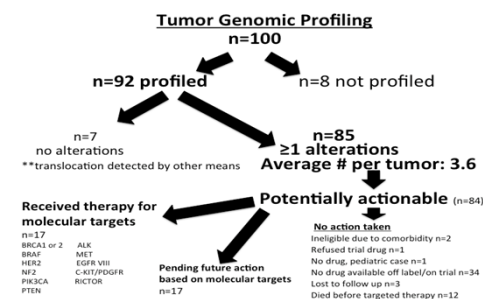 Tumor Genomic Profiling
n=100
n=92 profiled
n=8 not profiled
n=7
no alterations
**translocation detected by other means
n=85
≥1 alterations
Average # per tumor: 3.6
Potentially actionable (n=84)
Received therapy for
molecular targets
n=17
BRCA1 or 2 ALK
BRAF MET
HER2 EGFR VIII
NF2 C-KIT/PDGFR
PIK3CA RICTOR
PTEN
Pending future action
based on molecular targets
n=17
No action taken
Ineligible due to comorbidity n=2
Refused trial drug n=1
No drug, pediatric case n=1
No drug available off label/on trial n=34
Lost to follow up n=3
Died before targeted therapy n=12